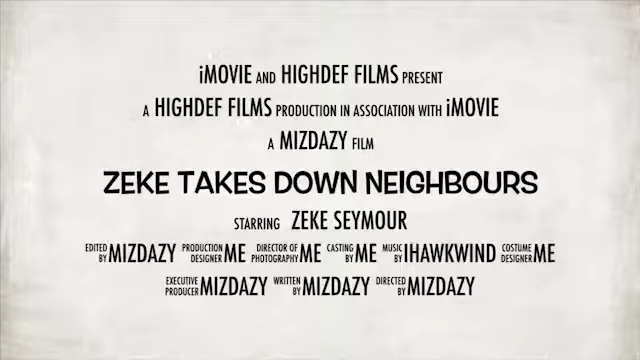 iMOVIE AND HIGHDEF FILMS PRESENT
A HIGHDEF FILMS PRODUCTION IN ASSOCIATION WITH iMOVIE
A MIZDAZY FILM
ZEKE TAKES DOWN NEIGHBOURS
STARRING ZEKE SEYMOUR
EDITED BY MIZDAZY PRODUCTION DESIGNER ME DIRECTOR OF PHOTOGRAPHY ME CASTING BY ME MUSIC BY IHAWKWIND COSTUME DESIGNER ME
EXECUTIVE PRODUCER MIZDAZY WRITTEN BY MIZDAZY DIRECTED BY MIZDAZY